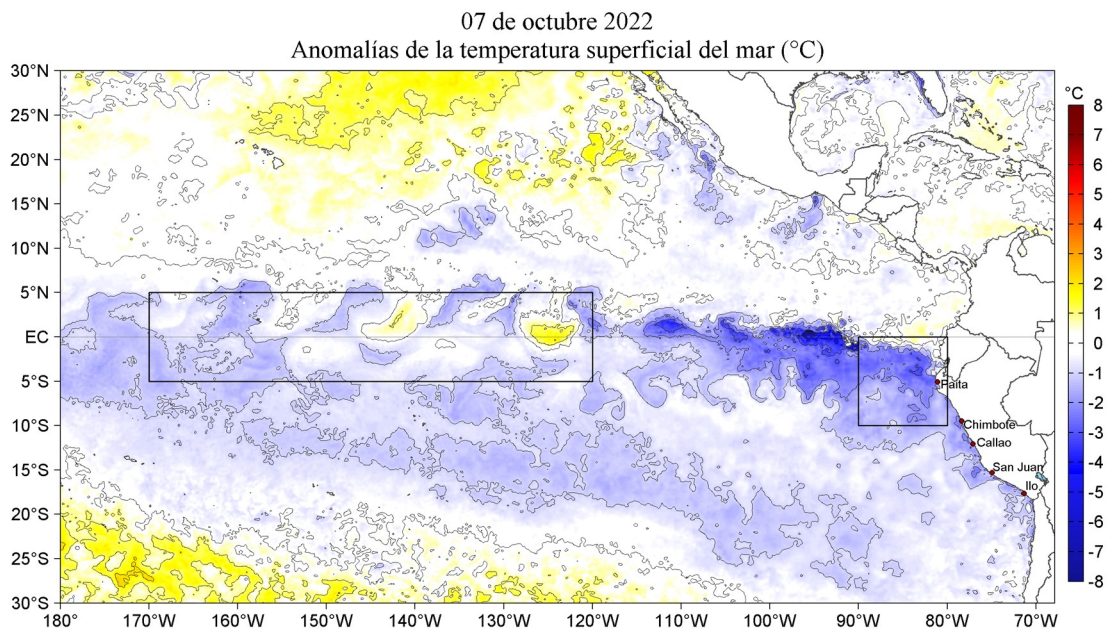 07 de octubre 2022
Anomalías de la temperatura superficial del mar (°C)
30°N
25°N
20°N
15°N
10°N
5°N
EC
5°S
10°S
15°S
20°S
25°S
30°S
180°W
170°W
160°W
150°W
140°W
130°W
120°W
110°W
100°W
90°W
80°W
70°W
Paita
Chimbote
Callao
San Juan
Ilo
°C
8
7
6
5
4
3
2
1
0
-1
-2
-3
-4
-5
-6
-7
-8